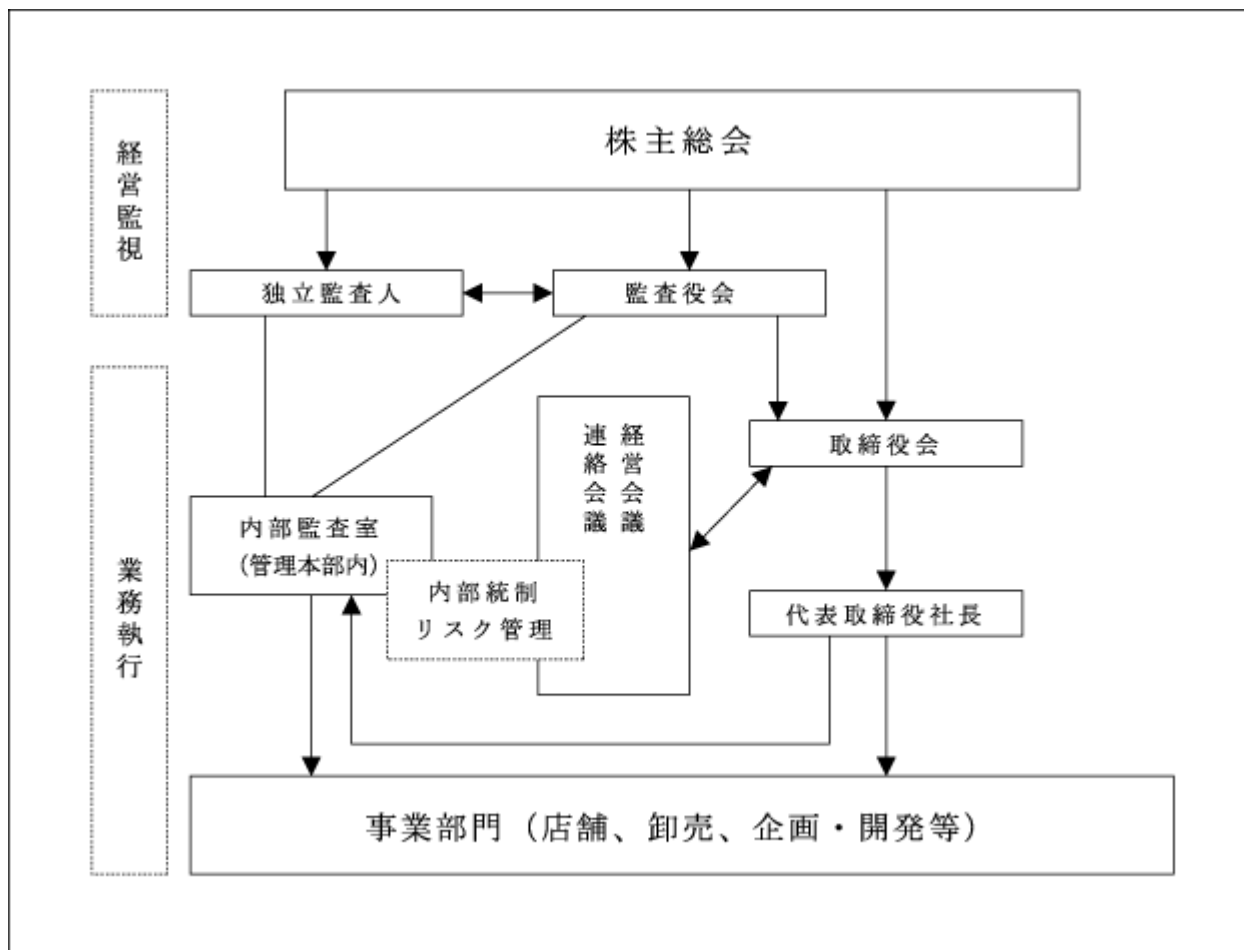 経営監視
株主総会
独立監査人
監査役会
業務執行
経営会議
連絡会議
取締役会
内部監査室
（管理本部内）
内部統制
リスク管理
代表取締役社長
事業部門（店舗、卸売、企画・開発等）